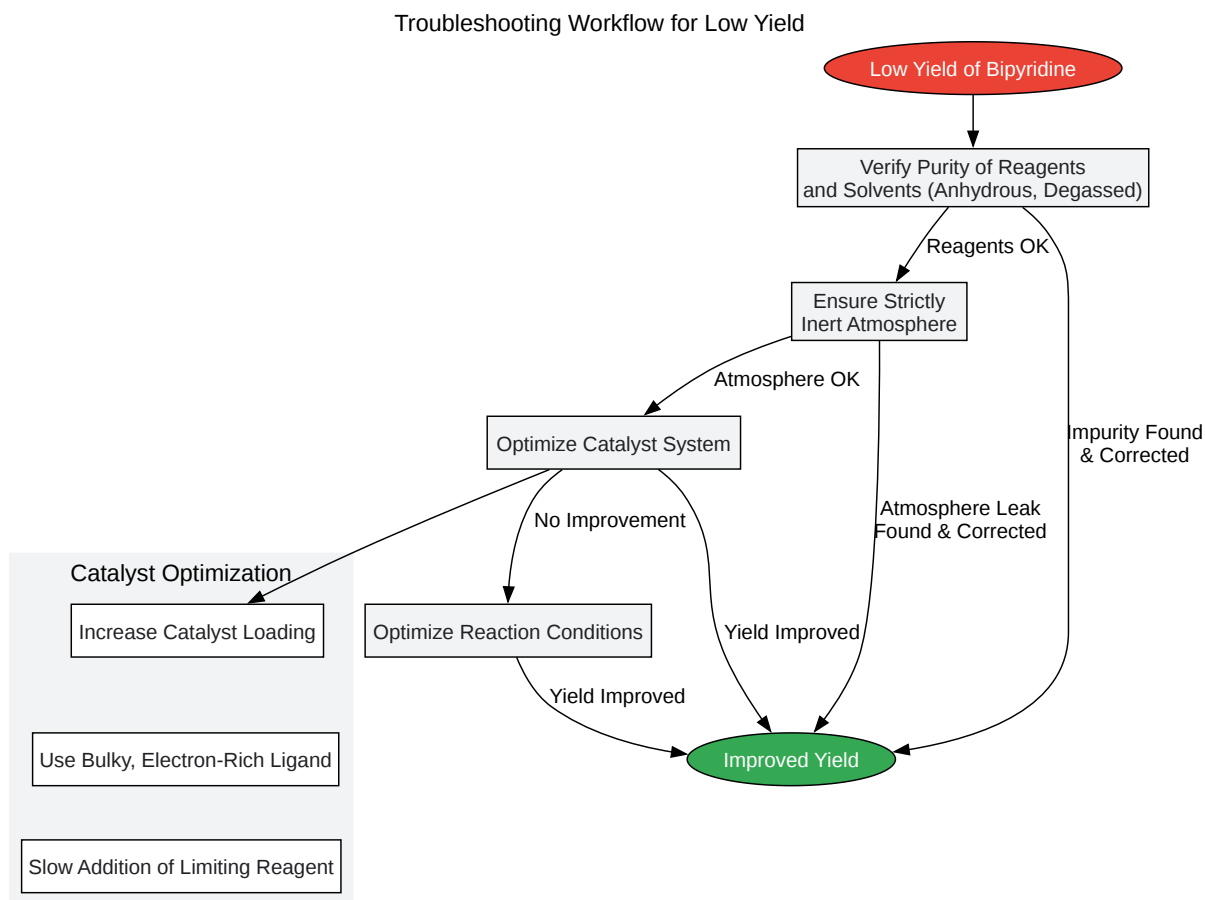 Troubleshooting Workflow for Low Yield
Low Yield of Bipyridine
Verify Purity of Reagents
and Solvents (Anhydrous, Degassed)
Reagents OK
Ensure Strictly
Inert Atmosphere
Atmosphere OK
Impurity Found
& Corrected
Optimize Catalyst System
No Improvement
Atmosphere Leak
Found & Corrected
Catalyst Optimization
Increase Catalyst Loading
Optimize Reaction Conditions
Yield Improved
Yield Improved
Use Bulky, Electron-Rich Ligand
Improved Yield
Slow Addition of Limiting Reagent